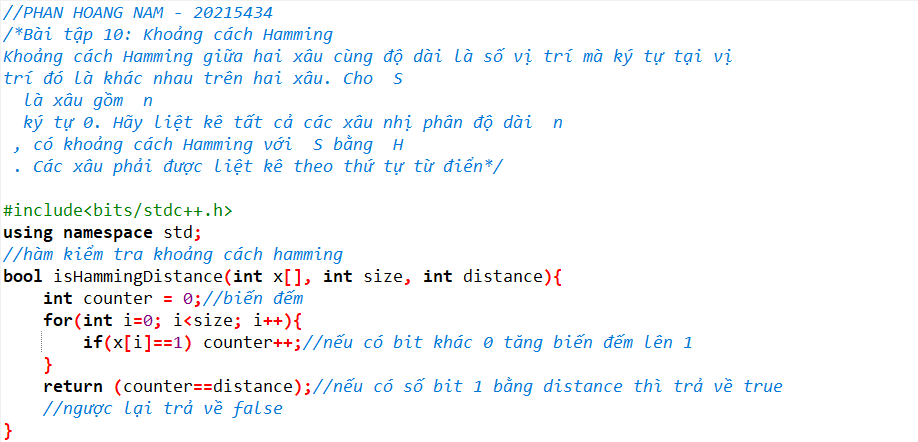 //PHAN HOANG NAM - 20215434
/*Bài tập 10: Khoảng cách Hamming
Khoảng cách Hamming giữa hai xâu cùng độ dài là số vị trí mà ký tự tại vị
trí đó là khác nhau trên hai xâu. Cho  S
  là xâu gồm  n
  ký tự 0. Hãy liệt kê tất cả các xâu nhị phân độ dài  n
 , có khoảng cách Hamming với  S bằng  H
 . Các xâu phải được liệt kê theo thứ tự từ điển*/

#include<bits/stdc++.h>
using namespace std;
//hàm kiểm tra khoảng cách hamming
bool isHammingDistance(int x[], int size, int distance){
    int counter = 0;//biến đếm
    for(int i=0; i<size; i++){
        if(x[i]==1) counter++;//nếu có bit khác 0 tăng biến đếm lên 1
    }
    return (counter==distance);//nếu có số bit 1 bằng distance thì trả về true
    //ngược lại trả về false
}